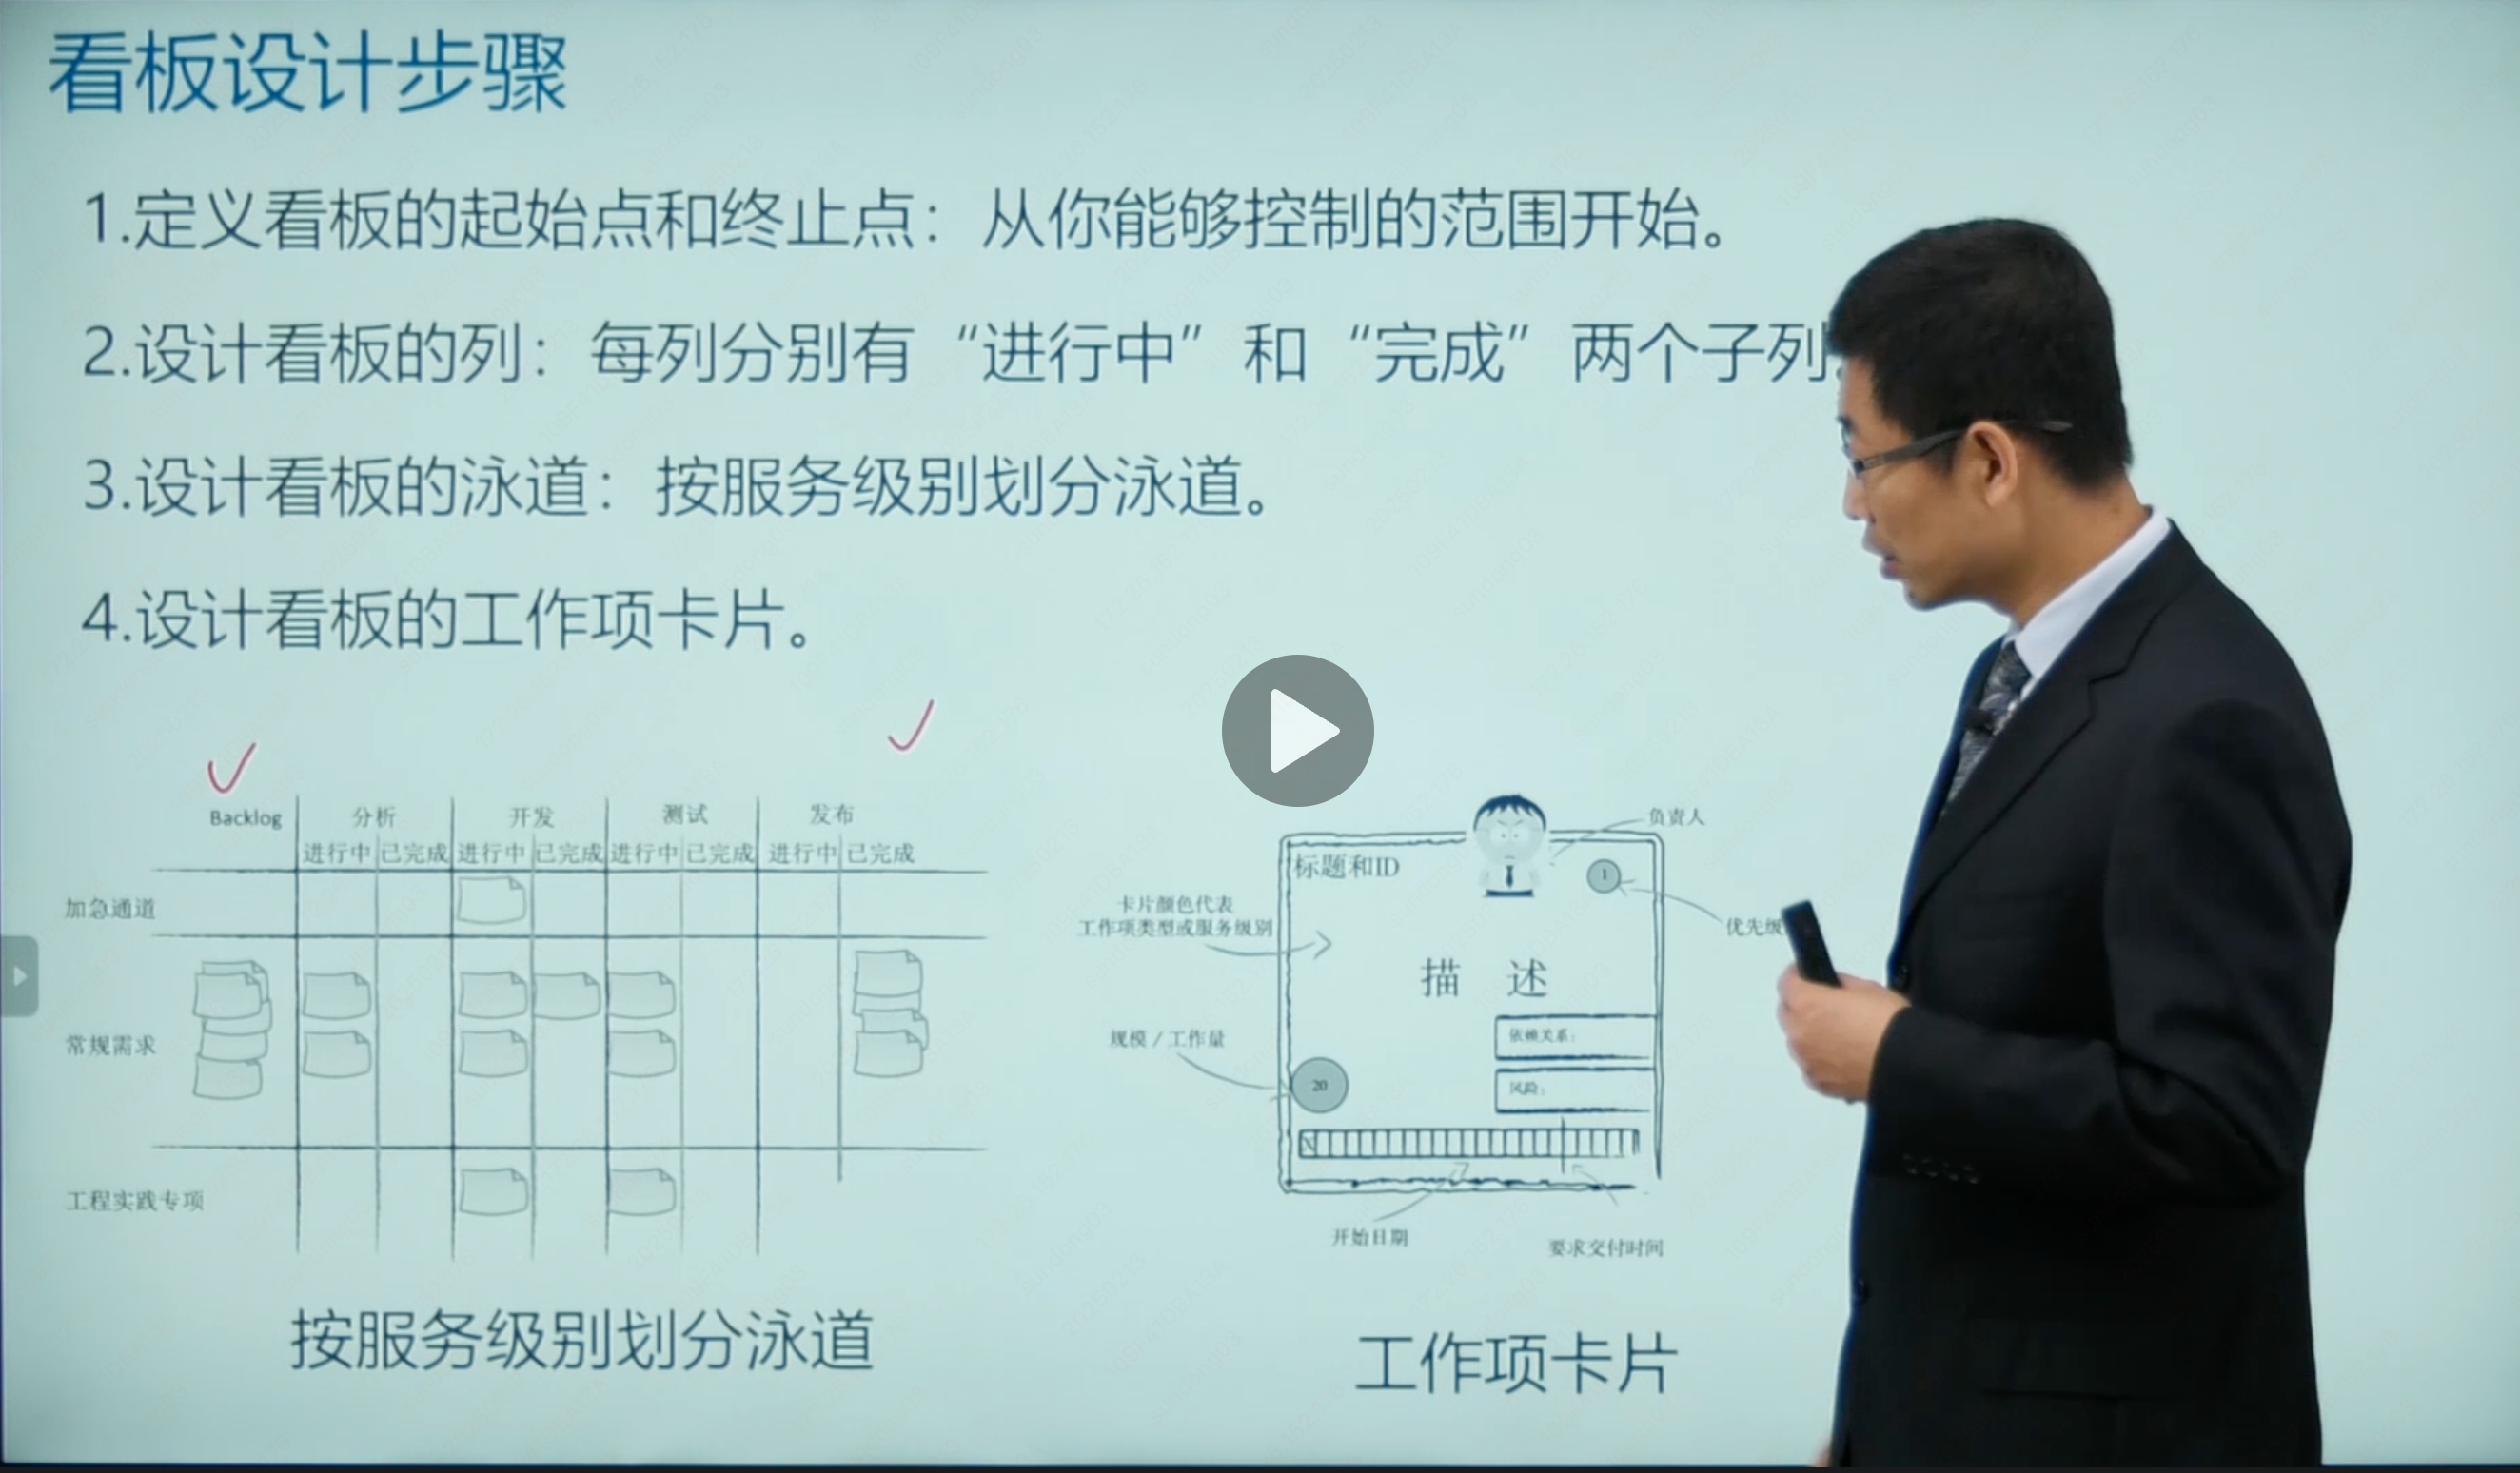 看板设计步骤
1.定义看板的起始点和终止点：从你能够控制的范围开始。
2.设计看板的列：每列分别有“进行中”和“完成”两个子列
3.设计看板的泳道：按服务级别划分泳道。
4.设计看板的工作项卡片。
Backlog 分析 开发 测试 发布
进行中 已完成 进行中 已完成 进行中 已完成 进行中 已完成
加急通道
常规需求
工程实践专项
按服务级别划分泳道
负责人
标题和ID
1
卡片颜色代表
工作项类型或服务级别
优先级
描 述
规模 / 工作量
依赖关系：
20
风险：
开始日期
要求交付时间
工作项卡片